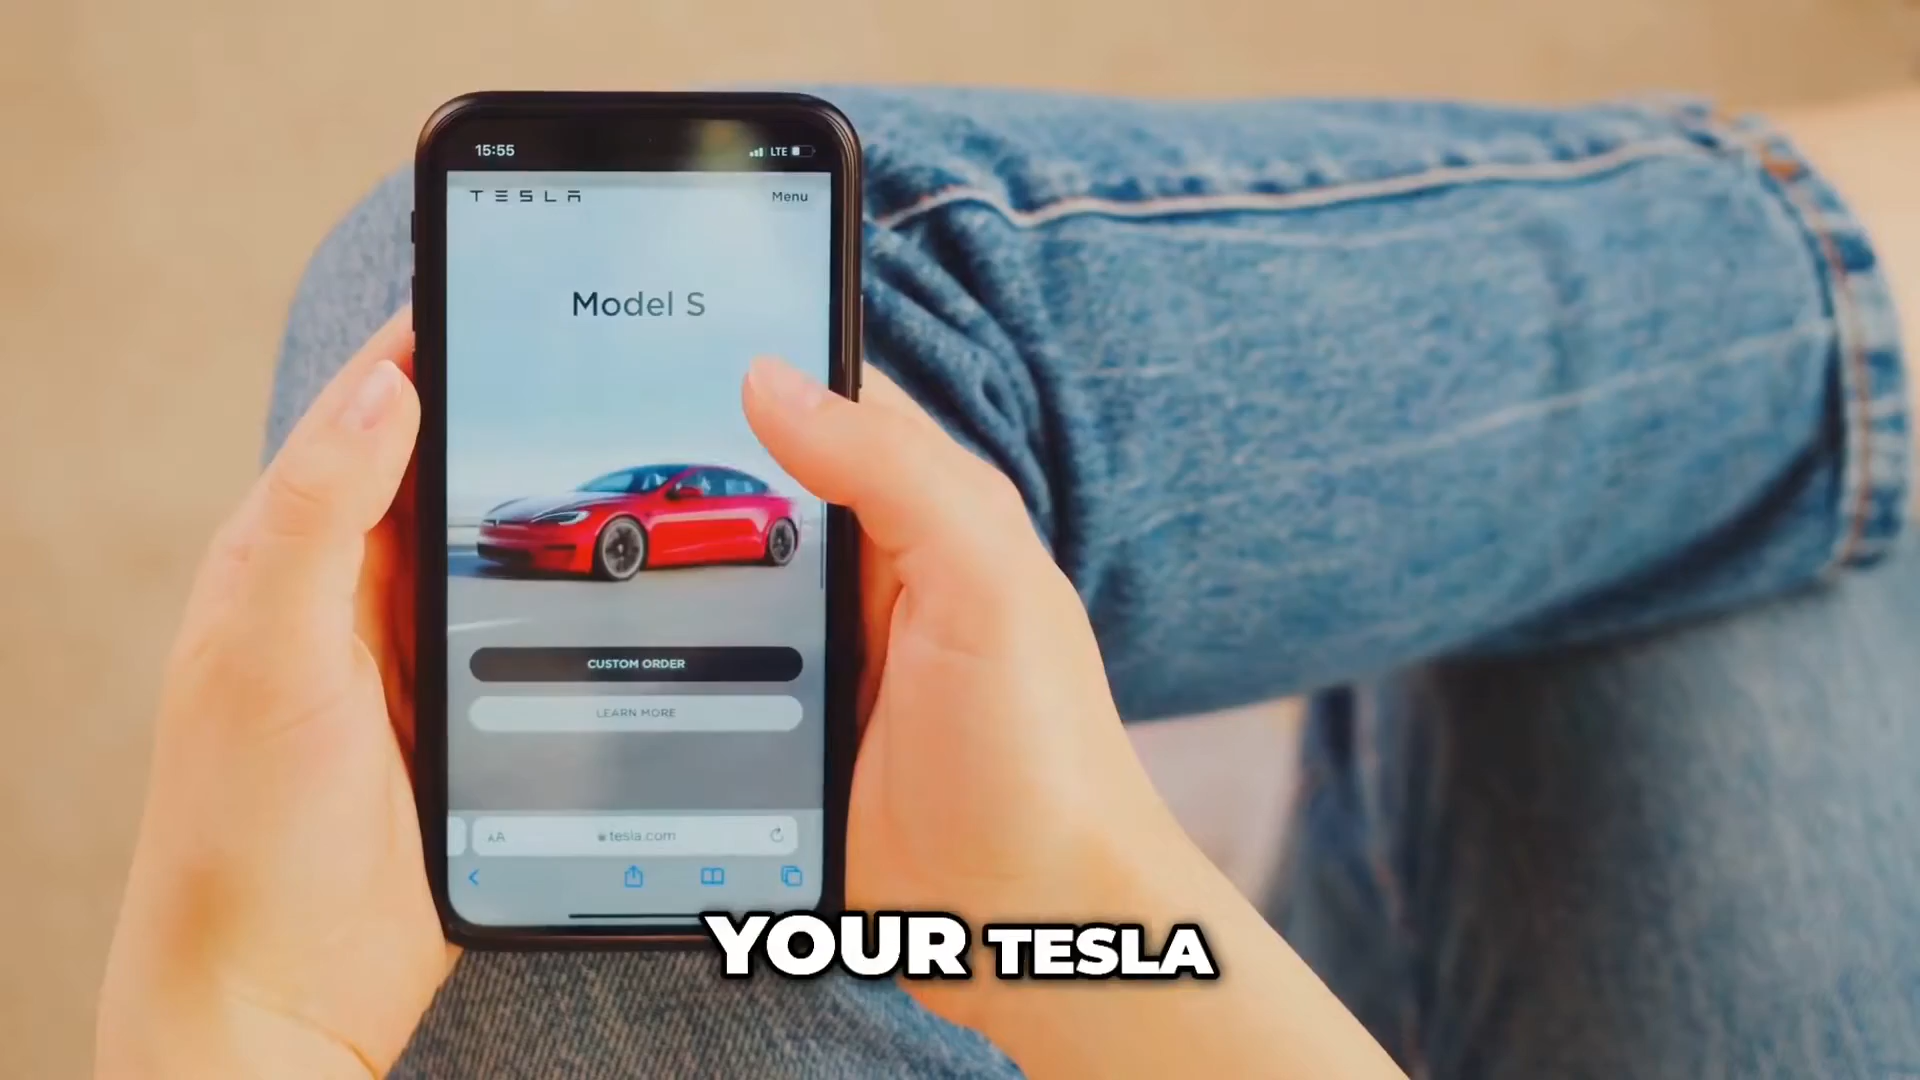 15:55 LTE
TESLA Menu
Model S
CUSTOM ORDER
LEARN MORE
AA tesla.com
YOUR TESLA